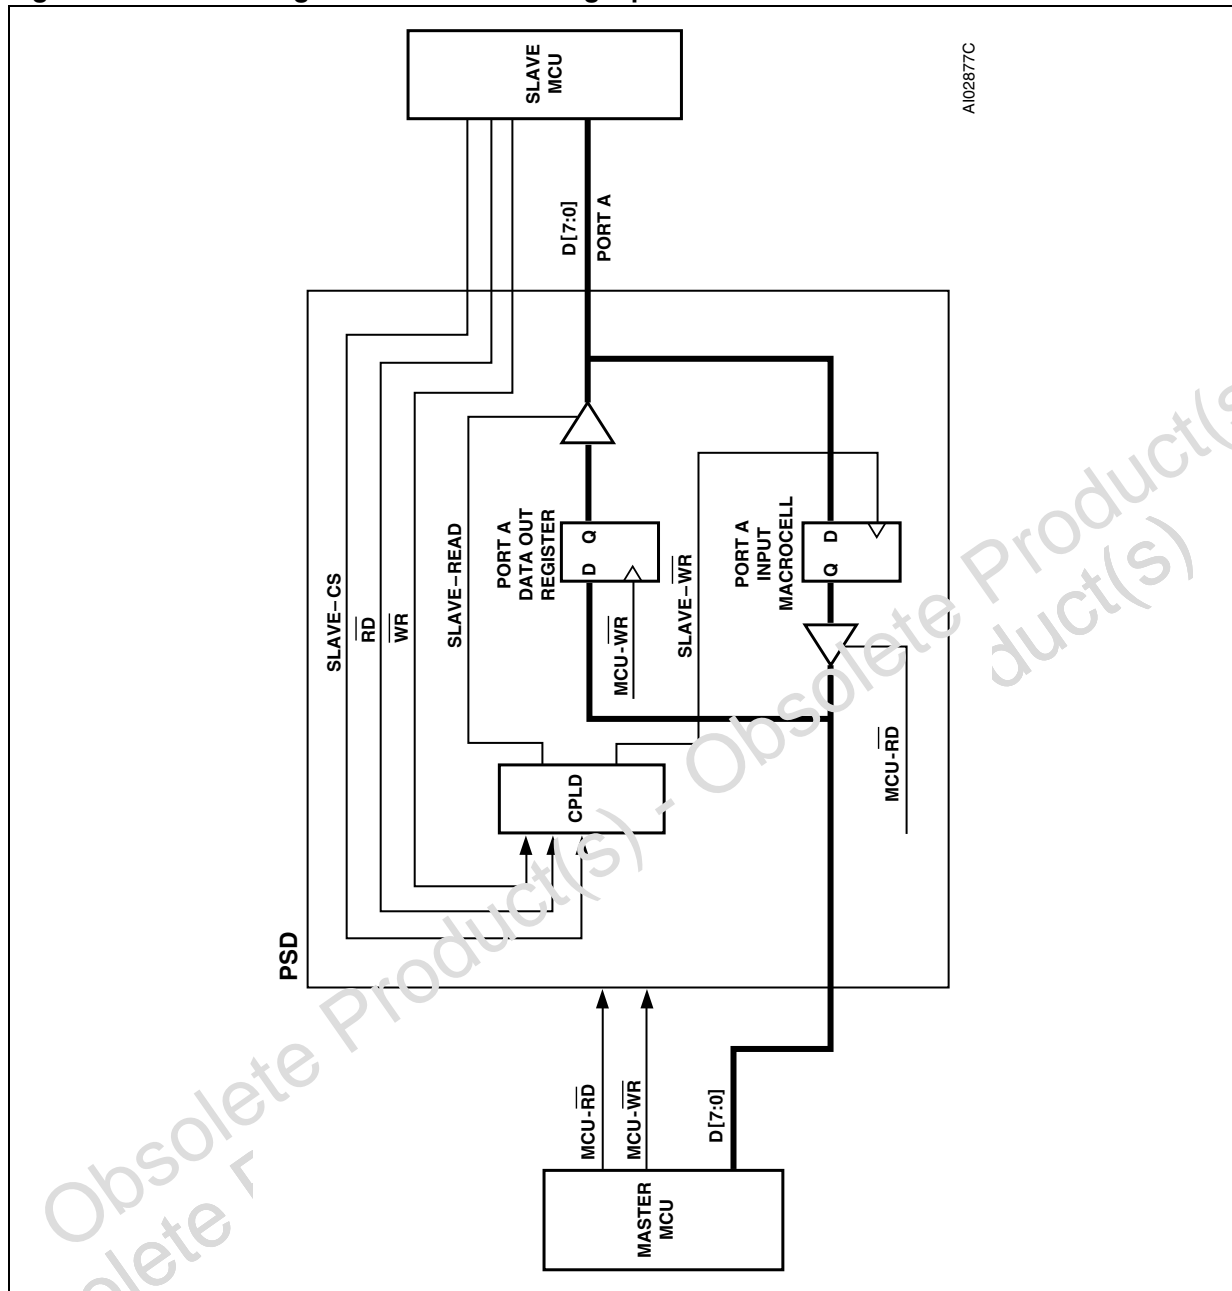 SLAVE
MCU
AI02877C
D[7:0]
PORT A
SLAVE–CS
RD
WR
SLAVE–READ
PORT A
DATA OUT
REGISTER
D Q
MCU-WR
SLAVE–WR
PORT A
INPUT
MACROCELL
Q D
MCU-RD
CPLD
PSD
MCU-RD
MCU-WR
D[7:0]
MASTER
MCU
Obsolete Product(s) - Obsolete Product(s)